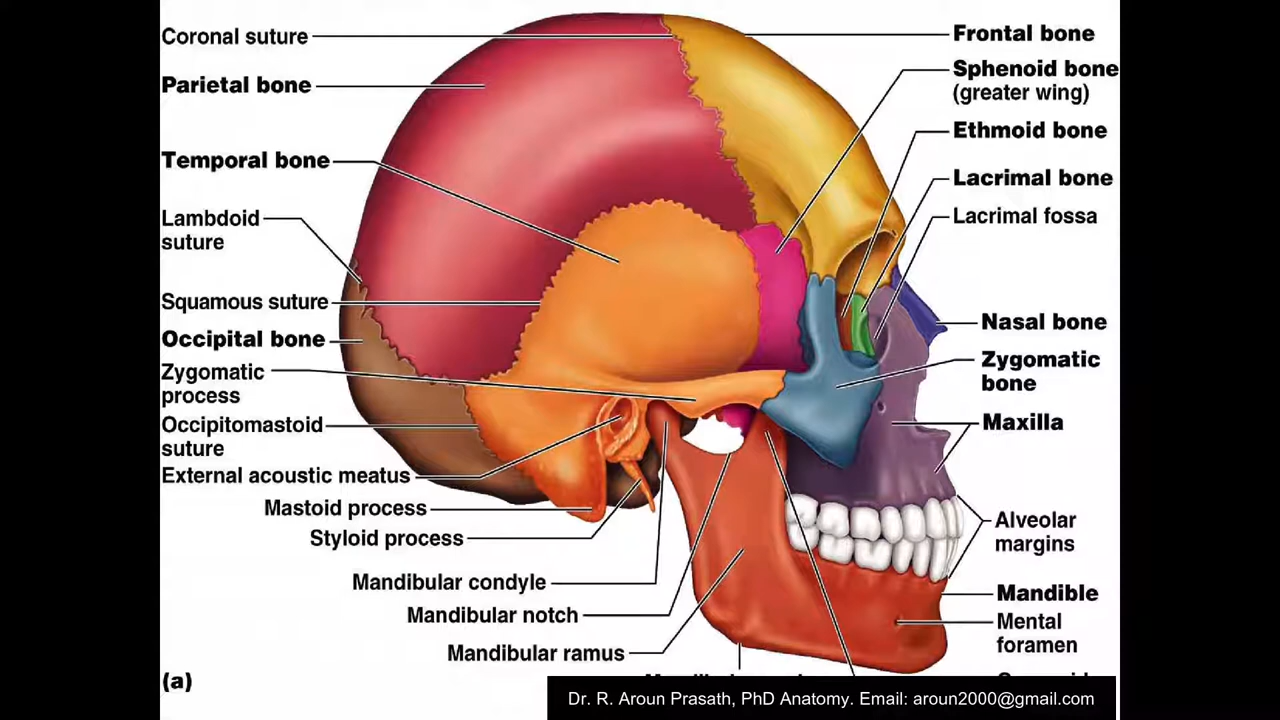 Coronal suture
Parietal bone
Temporal bone
Lambdoid
suture
Squamous suture
Occipital bone
Zygomatic
process
Occipitomastoid
suture
External acoustic meatus
Mastoid process
Styloid process
Mandibular condyle
Mandibular notch
Mandibular ramus
(a)
Frontal bone
Sphenoid bone
(greater wing)
Ethmoid bone
Lacrimal bone
Lacrimal fossa
Nasal bone
Zygomatic
bone
Maxilla
Alveolar
margins
Mandible
Mental
foramen
Dr. R. Aroun Prasath, PhD Anatomy. Email: aroun2000@gmail.com